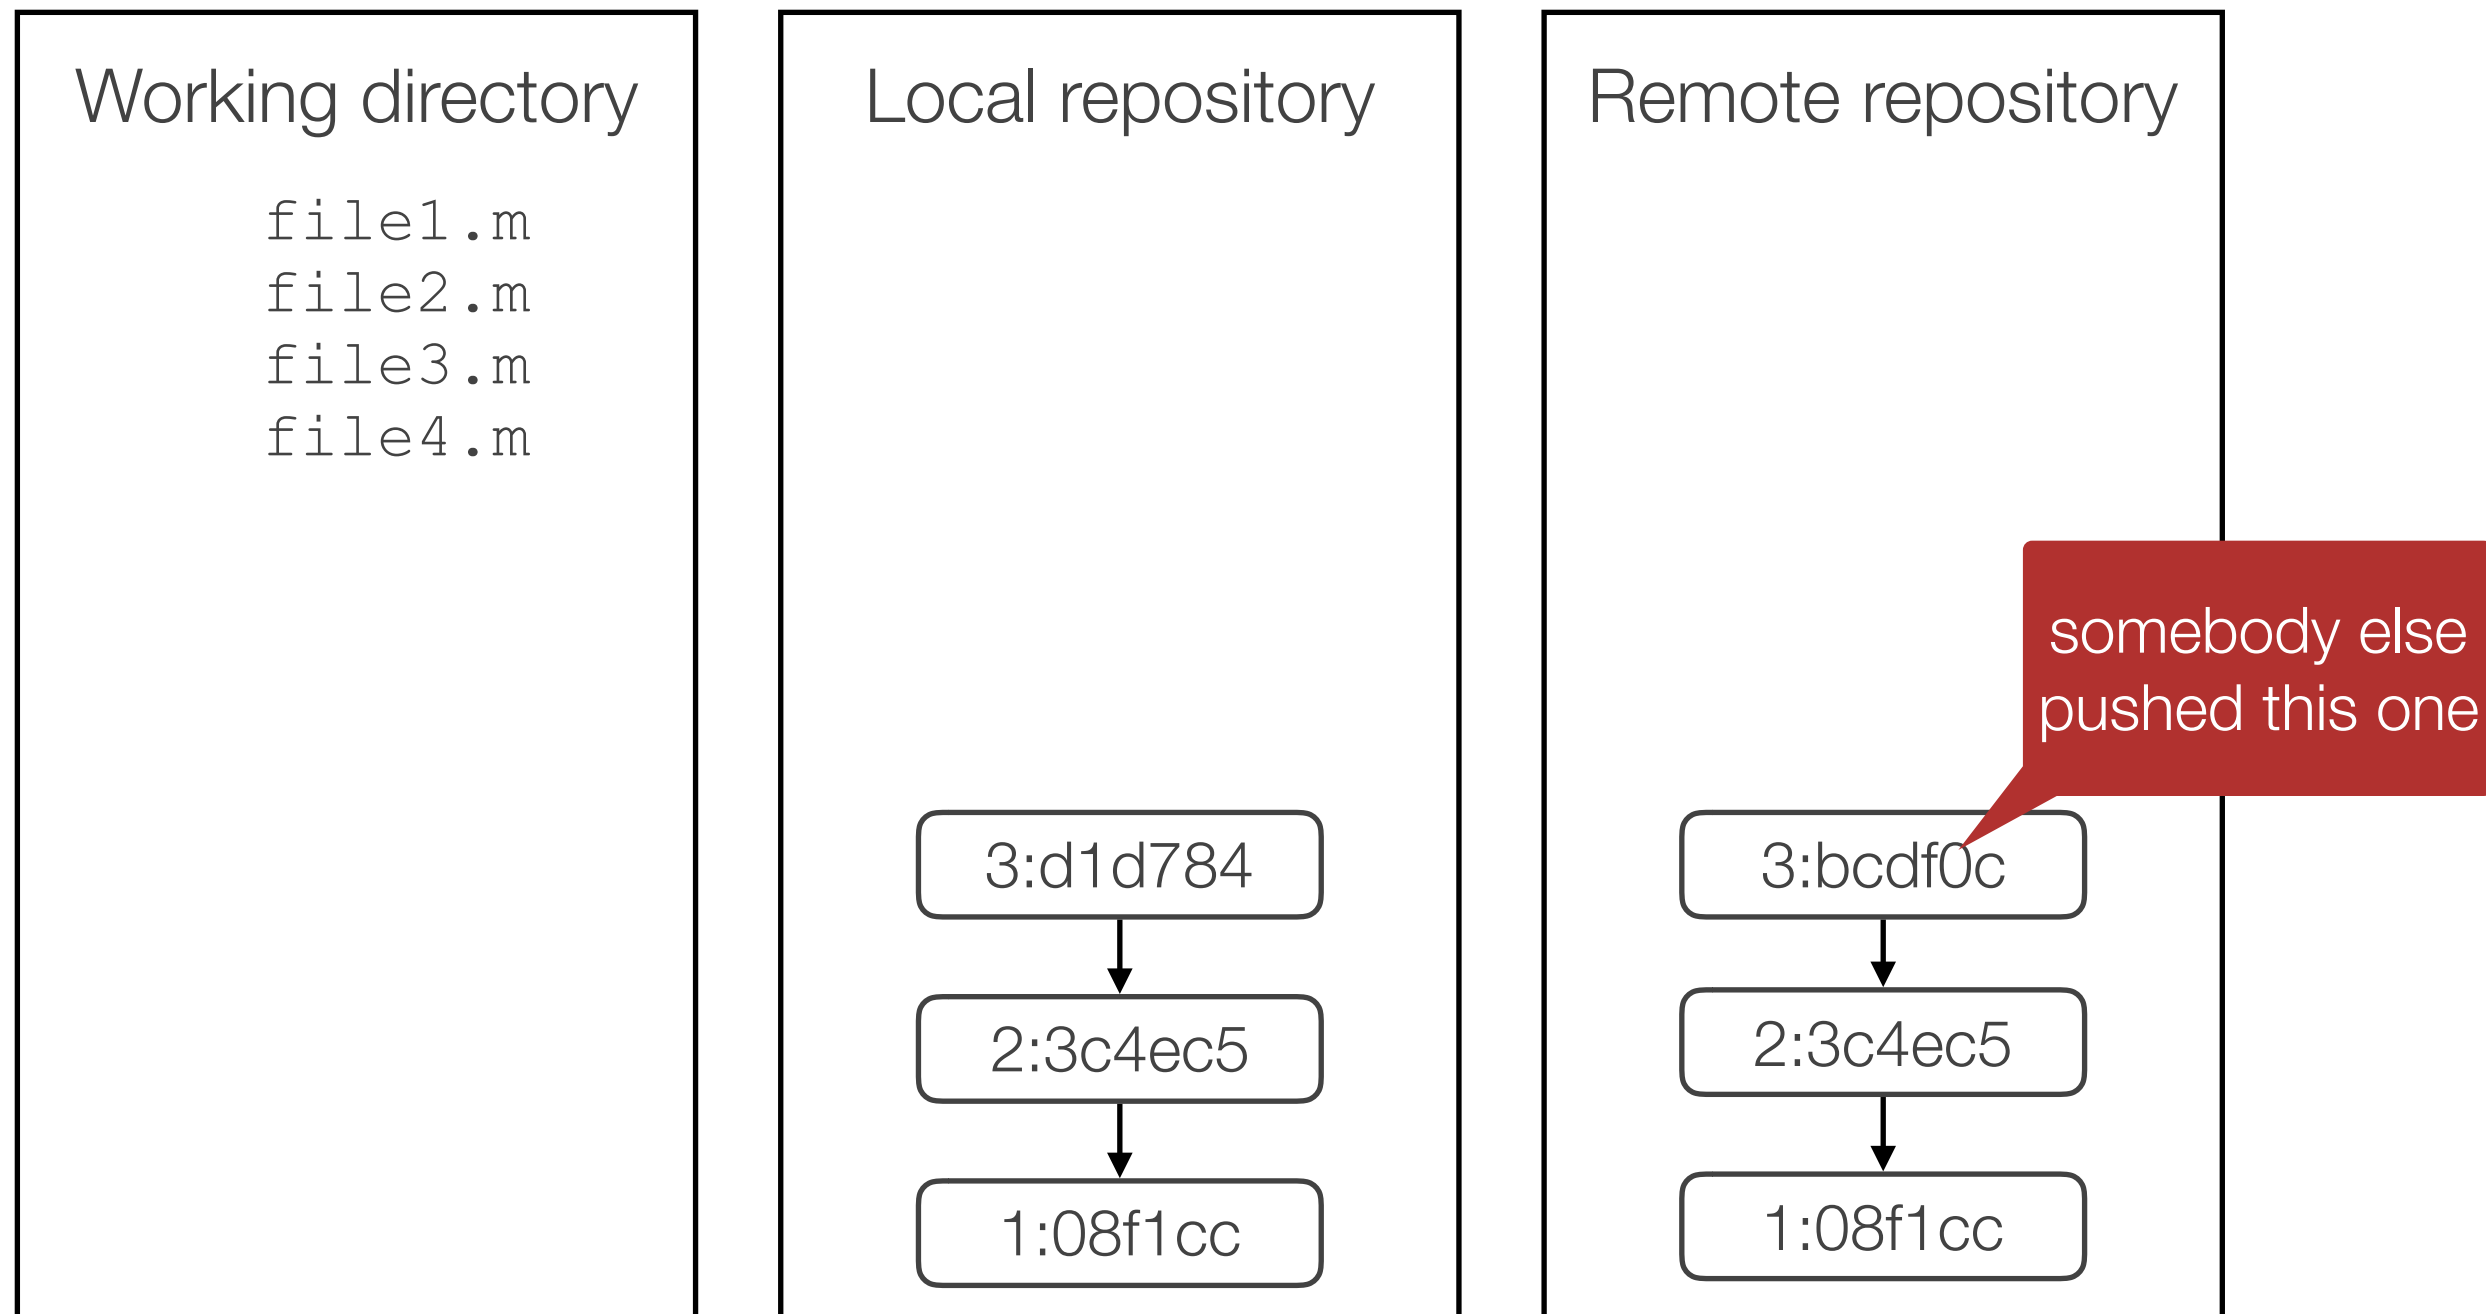 Working directory
file1.m
file2.m
file3.m
file4.m
Local repository
3:d1d784
2:3c4ec5
1:08f1cc
Remote repository
somebody else
pushed this one
3:bcdf0c
2:3c4ec5
1:08f1cc